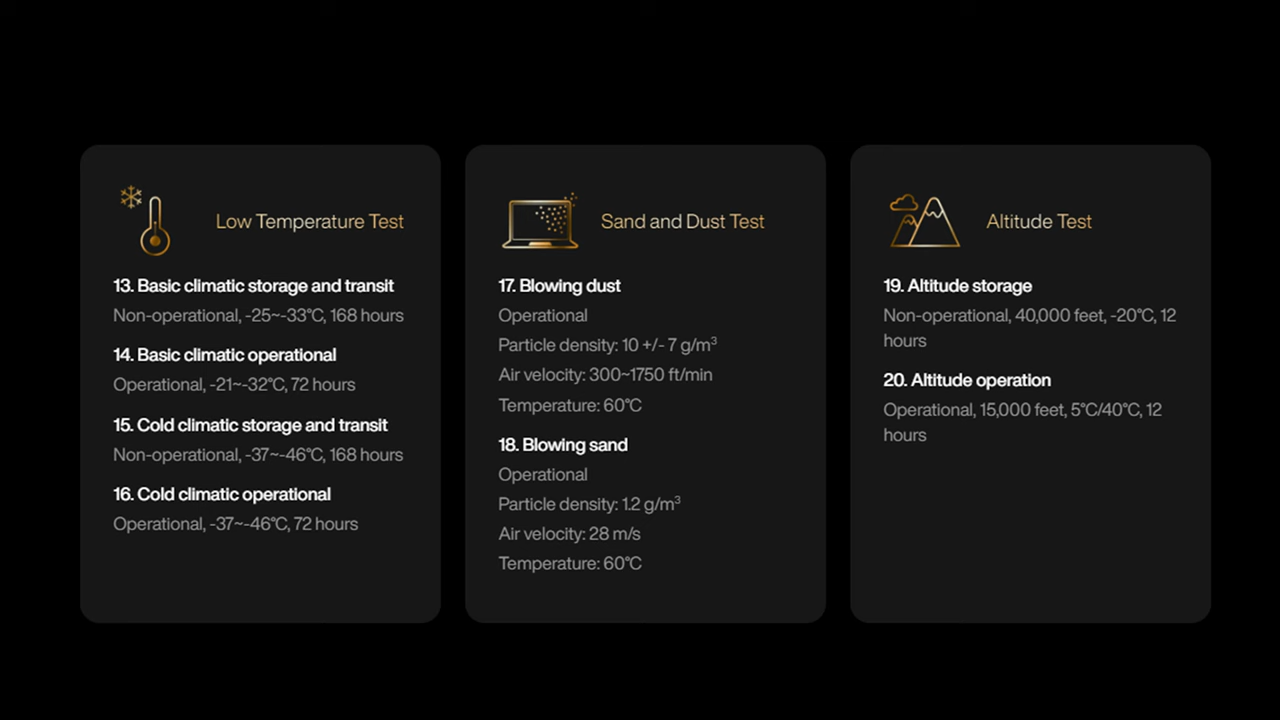 Low Temperature Test
13. Basic climatic storage and transit
Non-operational, -25~-33°C, 168 hours
14. Basic climatic operational
Operational, -21~-32°C, 72 hours
15. Cold climatic storage and transit
Non-operational, -37~-46°C, 168 hours
16. Cold climatic operational
Operational, -37~-46°C, 72 hours
Sand and Dust Test
17. Blowing dust
Operational
Particle density: 10 +/- 7 g/m³
Air velocity: 300~1750 ft/min
Temperature: 60°C
18. Blowing sand
Operational
Particle density: 1.2 g/m³
Air velocity: 28 m/s
Temperature: 60°C
Altitude Test
19. Altitude storage
Non-operational, 40,000 feet, -20°C, 12
hours
20. Altitude operation
Operational, 15,000 feet, 5°C/40°C, 12
hours